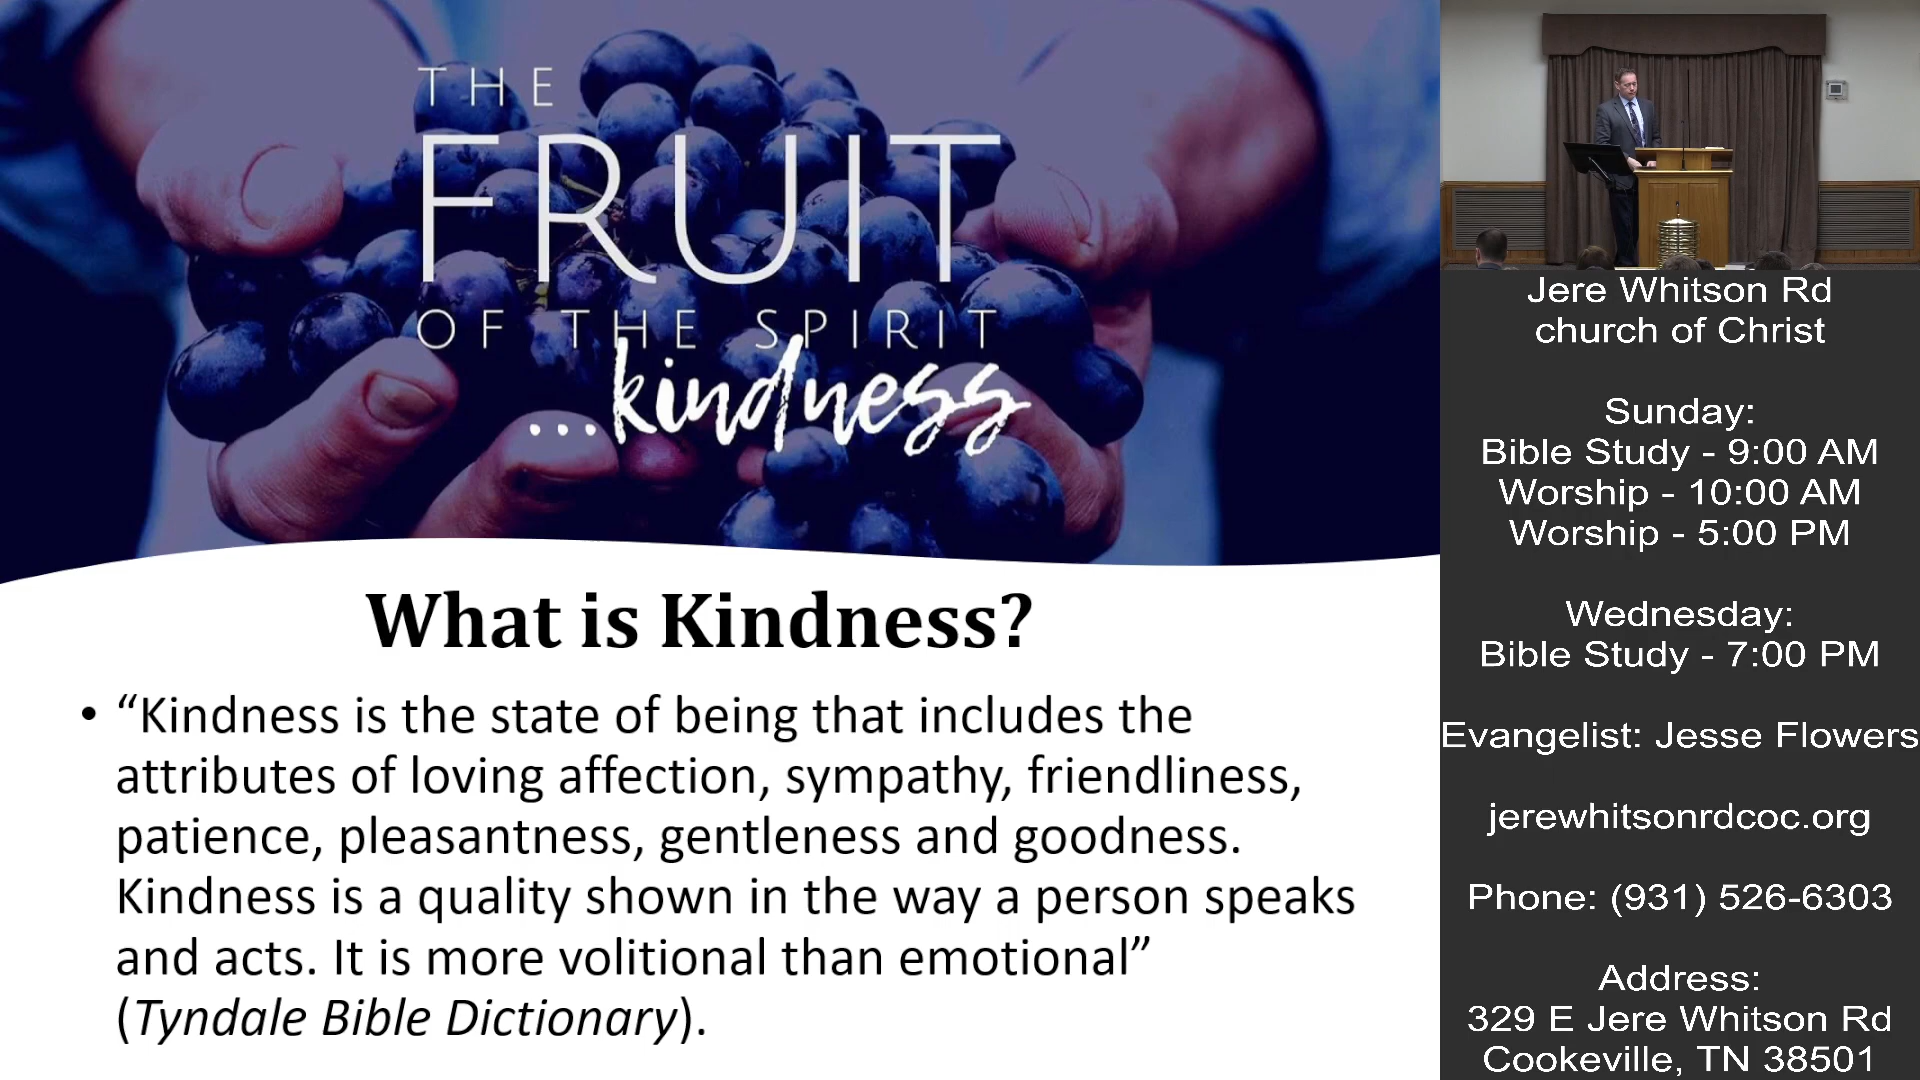 THE
FRUIT
OF THE SPIRIT
...kindness
What is Kindness?
• “Kindness is the state of being that includes the
attributes of loving affection, sympathy, friendliness,
patience, pleasantness, gentleness and goodness.
Kindness is a quality shown in the way a person speaks
and acts. It is more volitional than emotional”
(Tyndale Bible Dictionary).
Jere Whitson Rd
church of Christ
Sunday:
Bible Study - 9:00 AM
Worship - 10:00 AM
Worship - 5:00 PM
Wednesday:
Bible Study - 7:00 PM
Evangelist: Jesse Flowers
jerewhitsonrdcoc.org
Phone: (931) 526-6303
Address:
329 E Jere Whitson Rd
Cookeville, TN 38501